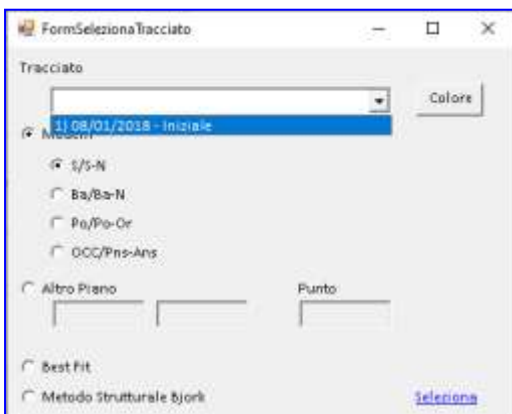 FormSelezionaTracciato
Tracciato
Colore
1) 08/01/2018 - Iniziale
S/S-N
Ba/Ba-N
Po/Po-Or
OCC/Pns-Ans
Altro Piano Punto
Best Fit
Metodo Strutturale Bjork
Seleziona